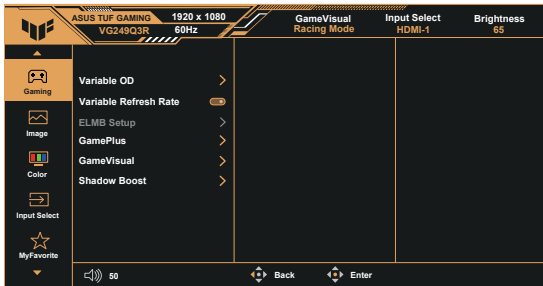 ASUS TUF GAMING 1920 x 1080 GameVisual Input Select Brightness
VG249Q3R 60Hz Racing Mode HDMI-1 65
Gaming
Image
Color
Input Select
MyFavorite
Variable OD
Variable Refresh Rate
ELMB Setup
GamePlus
GameVisual
Shadow Boost
50 Back Enter